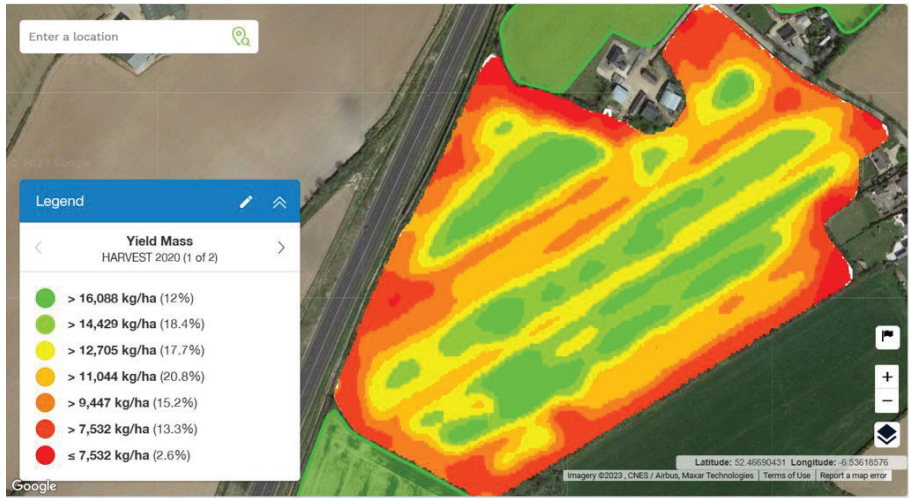 Enter a location
© 2023 Google
Legend
Yield Mass
HARVEST 2020 (1 of 2)
> 16,088 kg/ha (12%)
> 14,429 kg/ha (18.4%)
> 12,705 kg/ha (17.7%)
> 11,044 kg/ha (20.8%)
> 9,447 kg/ha (15.2%)
> 7,532 kg/ha (13.3%)
≤ 7,532 kg/ha (2.6%)
+
−
Latitude: 52.46690431 Longitude: -6.53618576
Google
Imagery ©2023 , CNES / Airbus, Maxar Technologies
Terms of Use
Report a map error